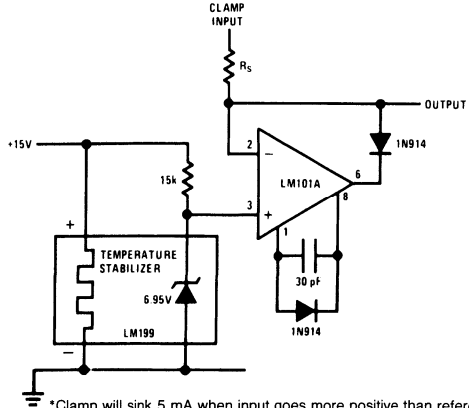 CLAMP
INPUT
RS
OUTPUT
+15V
2
1N914
15k
−
6
LM101A
3
+
8
1
+
TEMPERATURE
STABILIZER
30 pF
6.95V
1N914
LM199
−
*Clamp will sink 5 mA when input goes more positive than